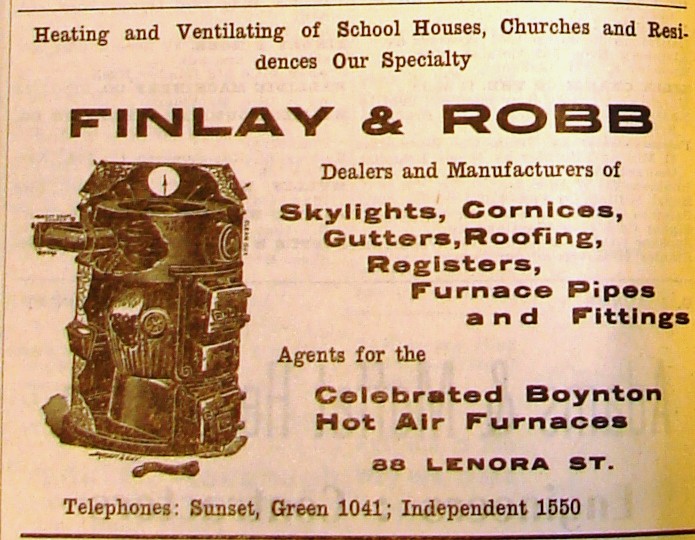 Heating and Ventilating of School Houses, Churches and Resi-
dences Our Specialty
FINLAY & ROBB
Dealers and Manufacturers of
Skylights, Cornices,
Gutters, Roofing,
Registers,
Furnace Pipes
and Fittings
Agents for the
Celebrated Boynton
Hot Air Furnaces
88 LENORA ST.
Telephones: Sunset, Green 1041; Independent 1550